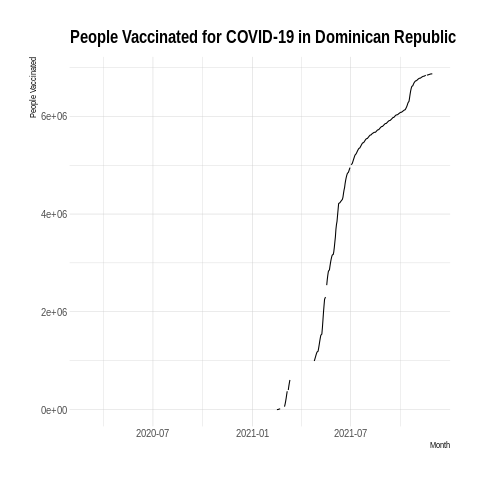 People Vaccinated for COVID-19 in Dominican Republic
People Vaccinated
6e+06
4e+06
2e+06
0e+00
2020-07
2021-01
2021-07
Month